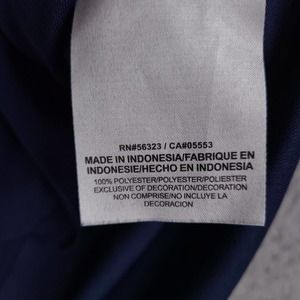 RN#56323 / CA#05553
MADE IN INDONESIA/FABRIQUE EN
INDONESIE/HECHO EN INDONESIA
100% POLYESTER/POLYESTER/POLIESTER
EXCLUSIVE OF DECORATION/DECORATION
NON COMPRISE/NO INCLUYE LA
DECORACION